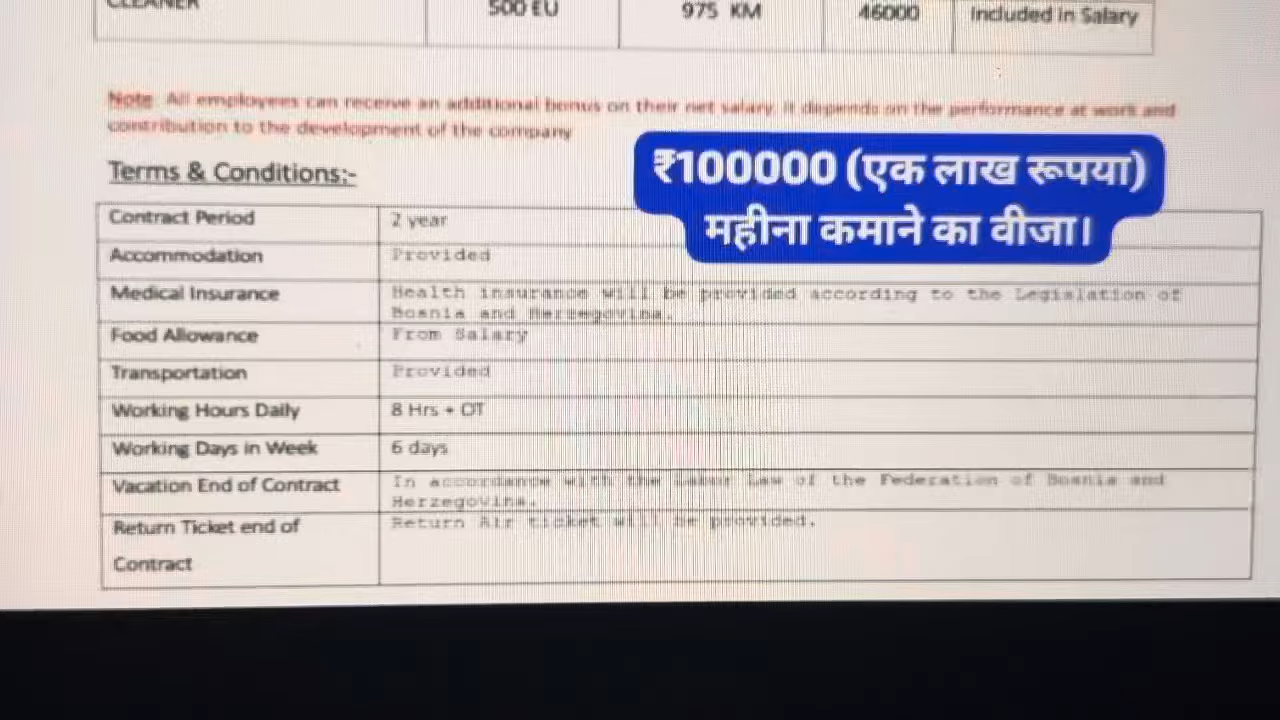 CLEANER 500 EU 975 KM 46000 Included in Salary
Note: All employees can receive an additional bonus on their net salary. It depends on the performance at work and
contribution to the development of the company
₹100000 (एक लाख रूपया)
महीना कमाने का वीजा।
Terms & Conditions:-
Contract Period 2 year
Accommodation Provided
Medical Insurance Health insurance will be provided according to the Legislation of
Bosnia and Herzegovina.
Food Allowance From Salary
Transportation Provided
Working Hours Daily 8 Hrs + OT
Working Days in Week 6 days
Vacation End of Contract In accordance with the Labor Law of the Federation of Bosnia and
Herzegovina.
Return Ticket end of Return Air ticket will be provided.
Contract